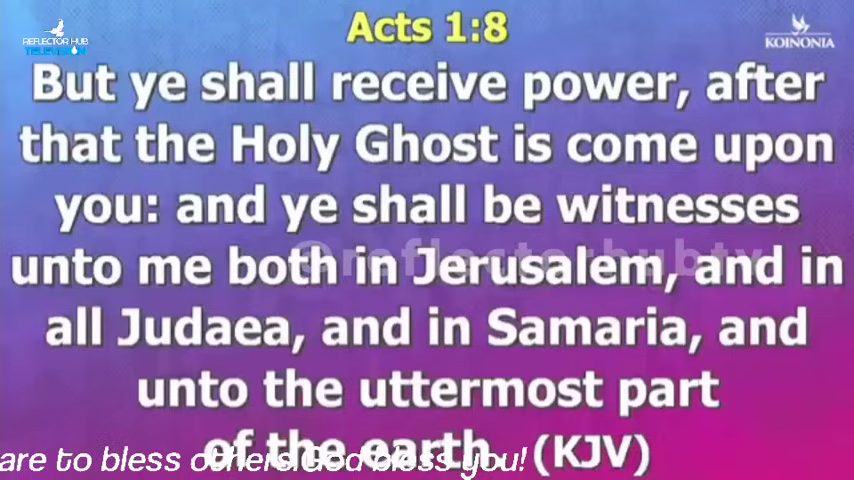 Acts 1:8
REFLECTOR HUB
TELEVISION
KOINONIA
But ye shall receive power, after
that the Holy Ghost is come upon
you: and ye shall be witnesses
unto me both in Jerusalem, and in
@reflectorhubtv
all Judaea, and in Samaria, and
unto the uttermost part
of the earth. (KJV)
are to bless others.God bless you!